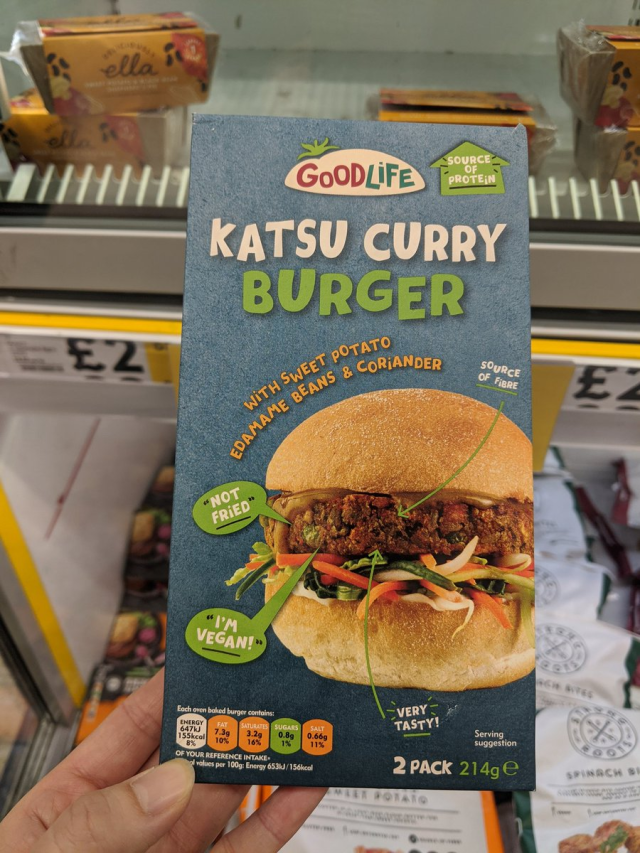 DELICIOUSLY
ella
ella
GOODLiFE
SOURCE
OF
PROTEiN
KATSU CURRY
BURGER
WiTH SWEET POTATO
EDAMAME BEANS & CORiANDER
SOURCE
OF FiBRE
"NOT
FRiED"
"I'M
VEGAN!"
VERY
TASTY!
Each oven baked burger contains:
ENERGY
647kJ
155kcal
8%
FAT
7.3g
10%
SATURATES
3.2g
16%
SUGARS
0.8g
1%
SALT
0.66g
11%
OF YOUR REFERENCE INTAKE*
values per 100g: Energy 653kJ/156kcal
Serving
suggestion
2 PACK 214g e
£2
£2
SPINACH